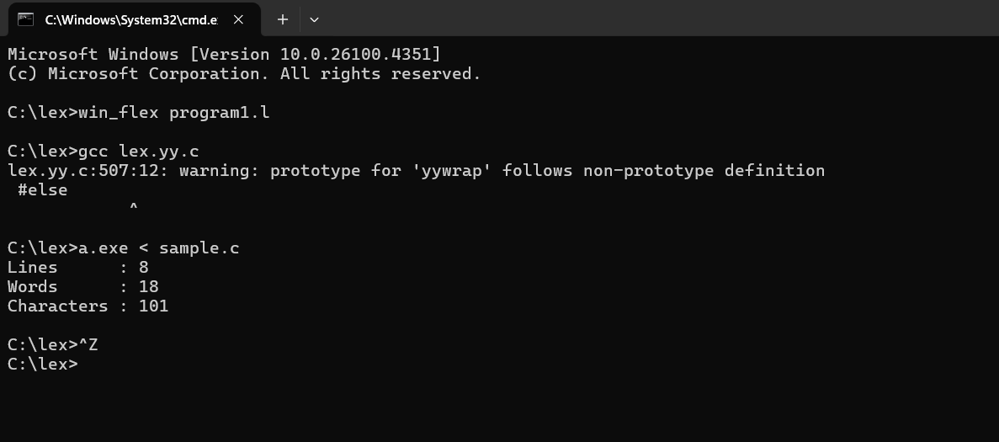 C:\Windows\System32\cmd.e
Microsoft Windows [Version 10.0.26100.4351]
(c) Microsoft Corporation. All rights reserved.
C:\lex>win_flex program1.l
C:\lex>gcc lex.yy.c
lex.yy.c:507:12: warning: prototype for 'yywrap' follows non-prototype definition
 #else
            ^
C:\lex>a.exe < sample.c
Lines      : 8
Words      : 18
Characters : 101
C:\lex>^Z
C:\lex>